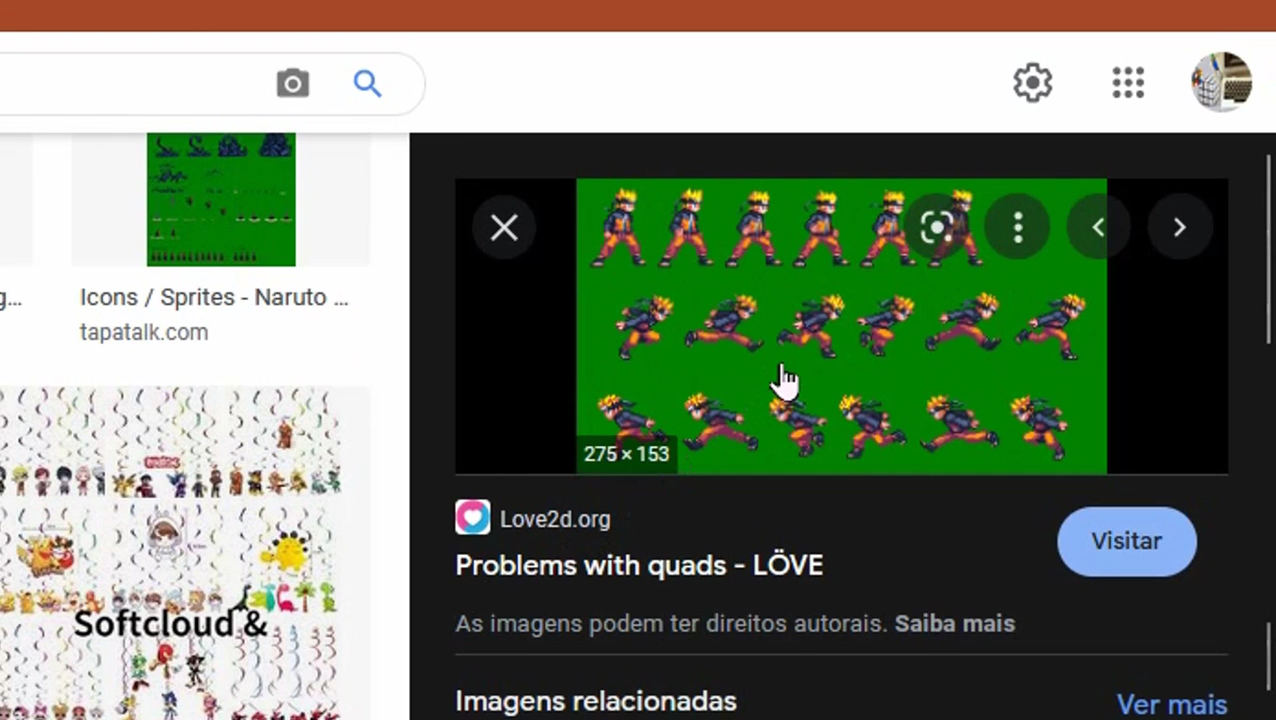 g...
Icons / Sprites - Naruto ...
tapatalk.com
Softcloud &
275 × 153
Love2d.org
Problems with quads - LÖVE
Visitar
As imagens podem ter direitos autorais. Saiba mais
Imagens relacionadas
Ver mais